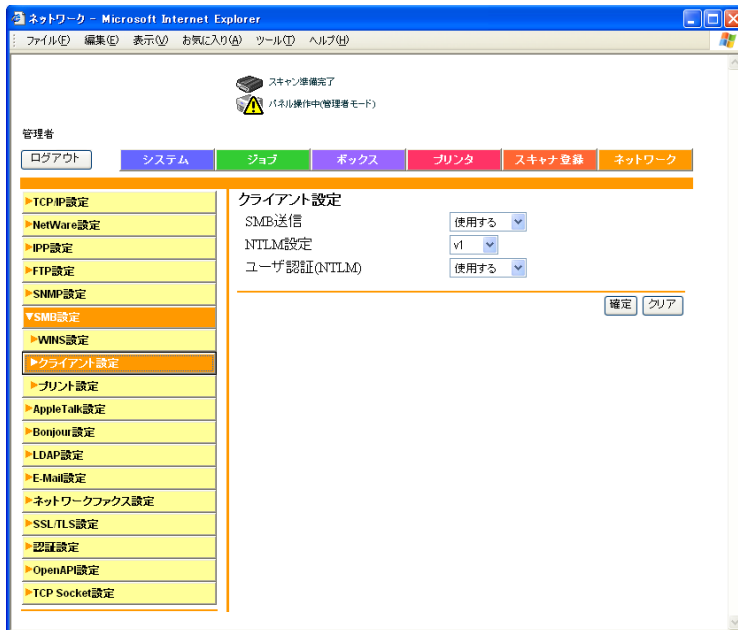 ネットワーク - Microsoft Internet Explorer
ファイル(F) 編集(E) 表示(V) お気に入り(A) ツール(T) ヘルプ(H)
スキャン準備完了
パネル操作中(管理者モード)
管理者
ログアウト
システム ジョブ ボックス プリンタ スキャナ登録 ネットワーク
▶TCP/IP設定
▶NetWare設定
▶IPP設定
▶FTP設定
▶SNMP設定
▼SMB設定
▶WINS設定
▶クライアント設定
▶プリント設定
▶AppleTalk設定
▶Bonjour設定
▶LDAP設定
▶E-Mail設定
▶ネットワークファクス設定
▶SSL/TLS設定
▶認証設定
▶OpenAPI設定
▶TCP Socket設定
クライアント設定
SMB送信 使用する
NTLM設定 v1
ユーザ認証(NTLM) 使用する
確定 クリア